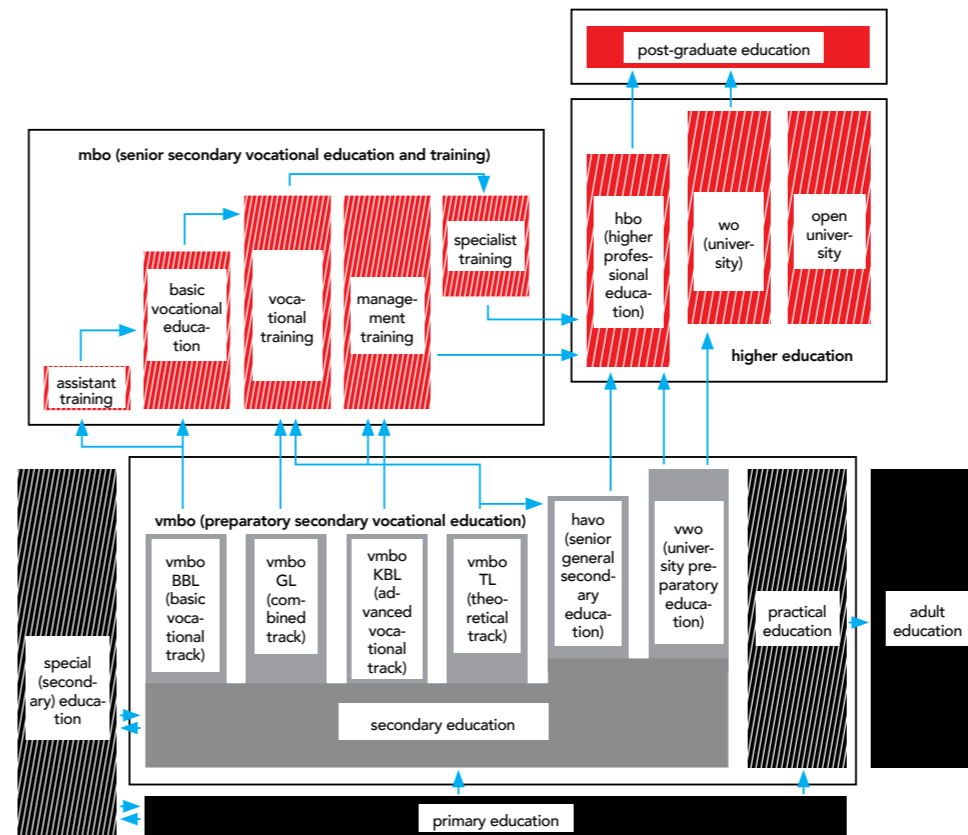 post-graduate education
mbo (senior secondary vocational education and training)
hbo
(higher
profes-
sional
educa-
tion)
wo
(univer-
sity)
open
univer-
sity
specialist
training
basic
vocational
educa-
tion
voca-
tional
training
manage-
ment
training
assistant
training
higher education
vmbo (preparatory secondary vocational education)
vmbo
BBL
(basic
voca-
tional
track)
vmbo
GL
(com-
bined
track)
vmbo
KBL
(ad-
vanced
vocational
track)
vmbo
TL
(theo-
retical
track)
havo
(senior
general
second-
ary
educa-
tion)
vwo
(univer-
sity pre-
paratory
educa-
tion)
practical
education
adult
education
special
(second-
ary) educa-
tion
secondary education
primary education